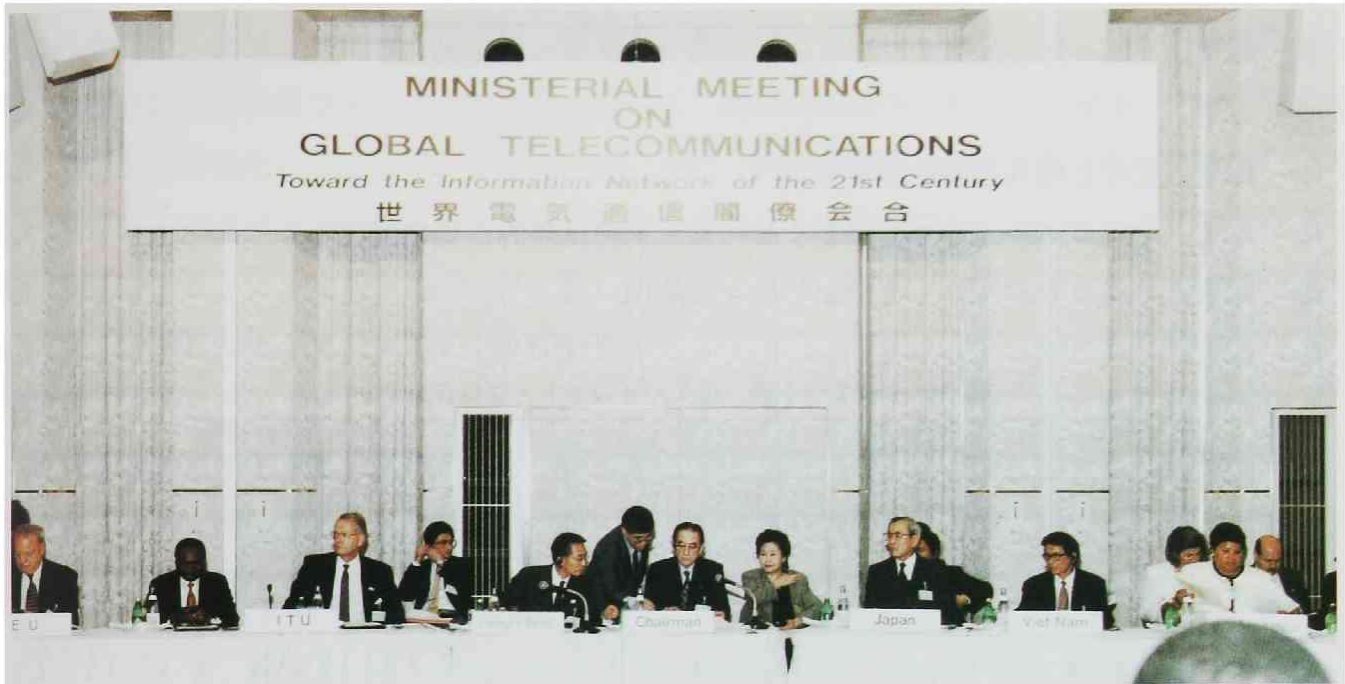 MINISTERIAL MEETING
ON
GLOBAL TELECOMMUNICATIONS
Toward the Information Network of the 21st Century
世界電気通信閣僚会合
EU
ITU
Chairman
Japan
Viet Nam